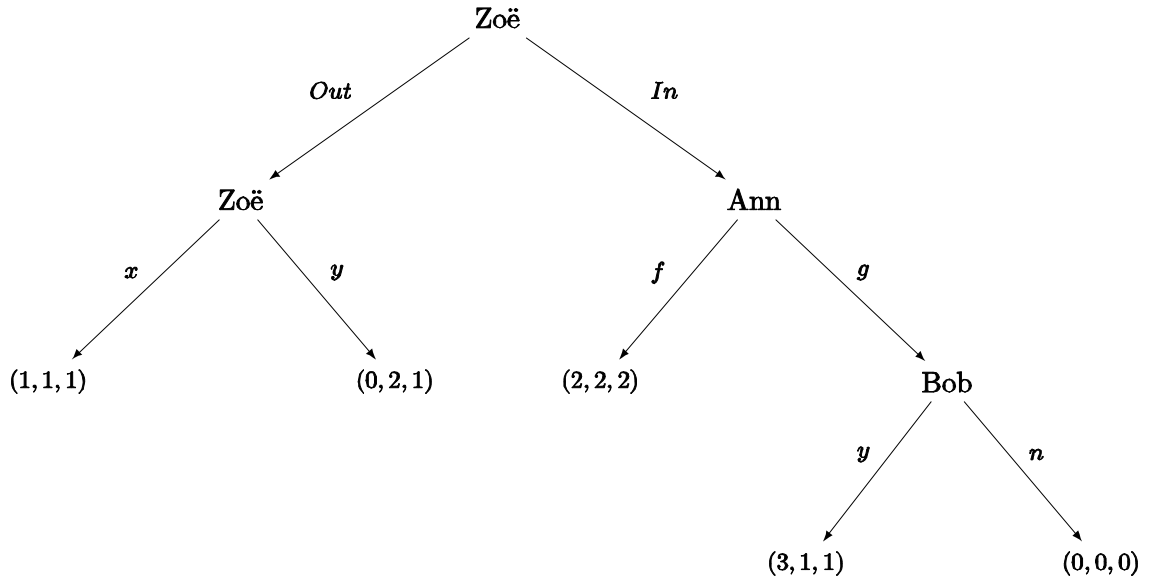 Zoë
Out In
Zoë Ann
x y f g
(1, 1, 1) (0, 2, 1) (2, 2, 2) Bob
y n
(3, 1, 1) (0, 0, 0)